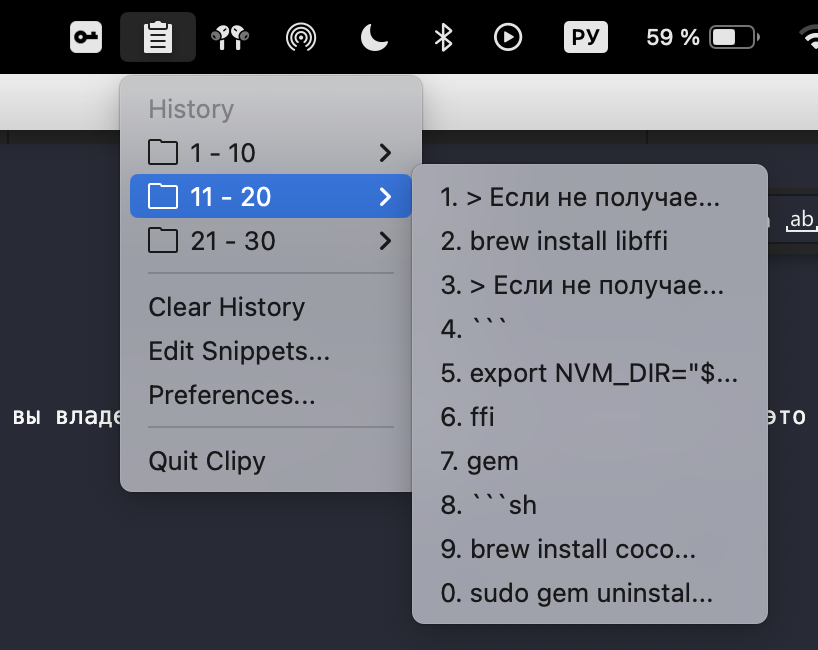 РУ
59 %
History
1 - 10
11 - 20
21 - 30
Clear History
Edit Snippets...
Preferences...
Quit Clipy
1. > Если не получае...
2. brew install libffi
3. > Если не получае...
4. ```
5. export NVM_DIR="$...
6. ffi
7. gem
8. ```sh
9. brew install coco...
0. sudo gem uninstal...
ab
вы владе
это